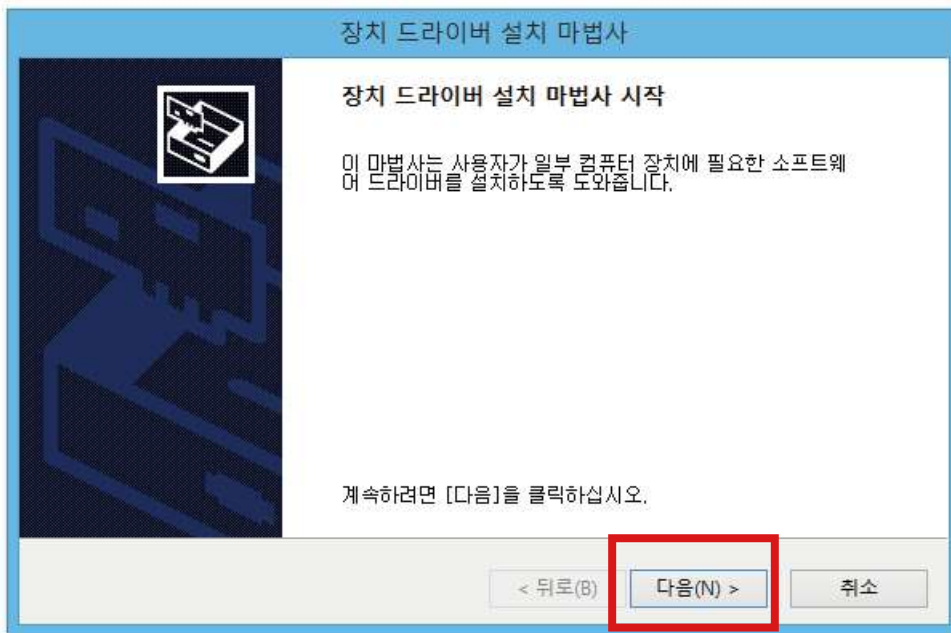 장치 드라이버 설치 마법사
장치 드라이버 설치 마법사 시작
이 마법사는 사용자가 일부 컴퓨터 장치에 필요한 소프트웨
어 드라이버를 설치하도록 도와줍니다.
계속하려면 [다음]을 클릭하십시오.
< 뒤로(B) 다음(N) > 취소